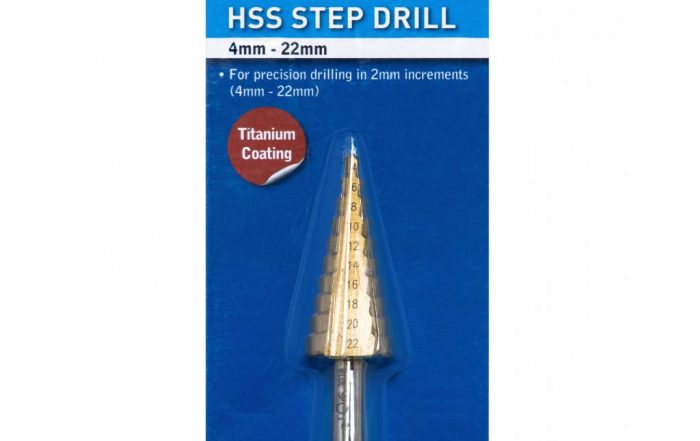 HSS STEP DRILL
4mm - 22mm
• For precision drilling in 2mm increments
(4mm - 22mm)
Titanium
Coating
4
6
8
10
12
14
16
18
20
22